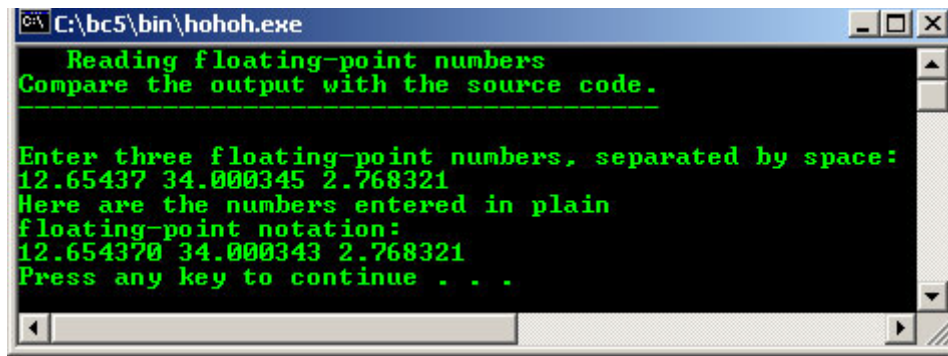 C:\bc5\bin\hohoh.exe
Reading floating-point numbers
Compare the output with the source code.
----------------------------------------
Enter three floating-point numbers, separated by space:
12.65437 34.000345 2.768321
Here are the numbers entered in plain
floating-point notation:
12.654370 34.000343 2.768321
Press any key to continue . . .